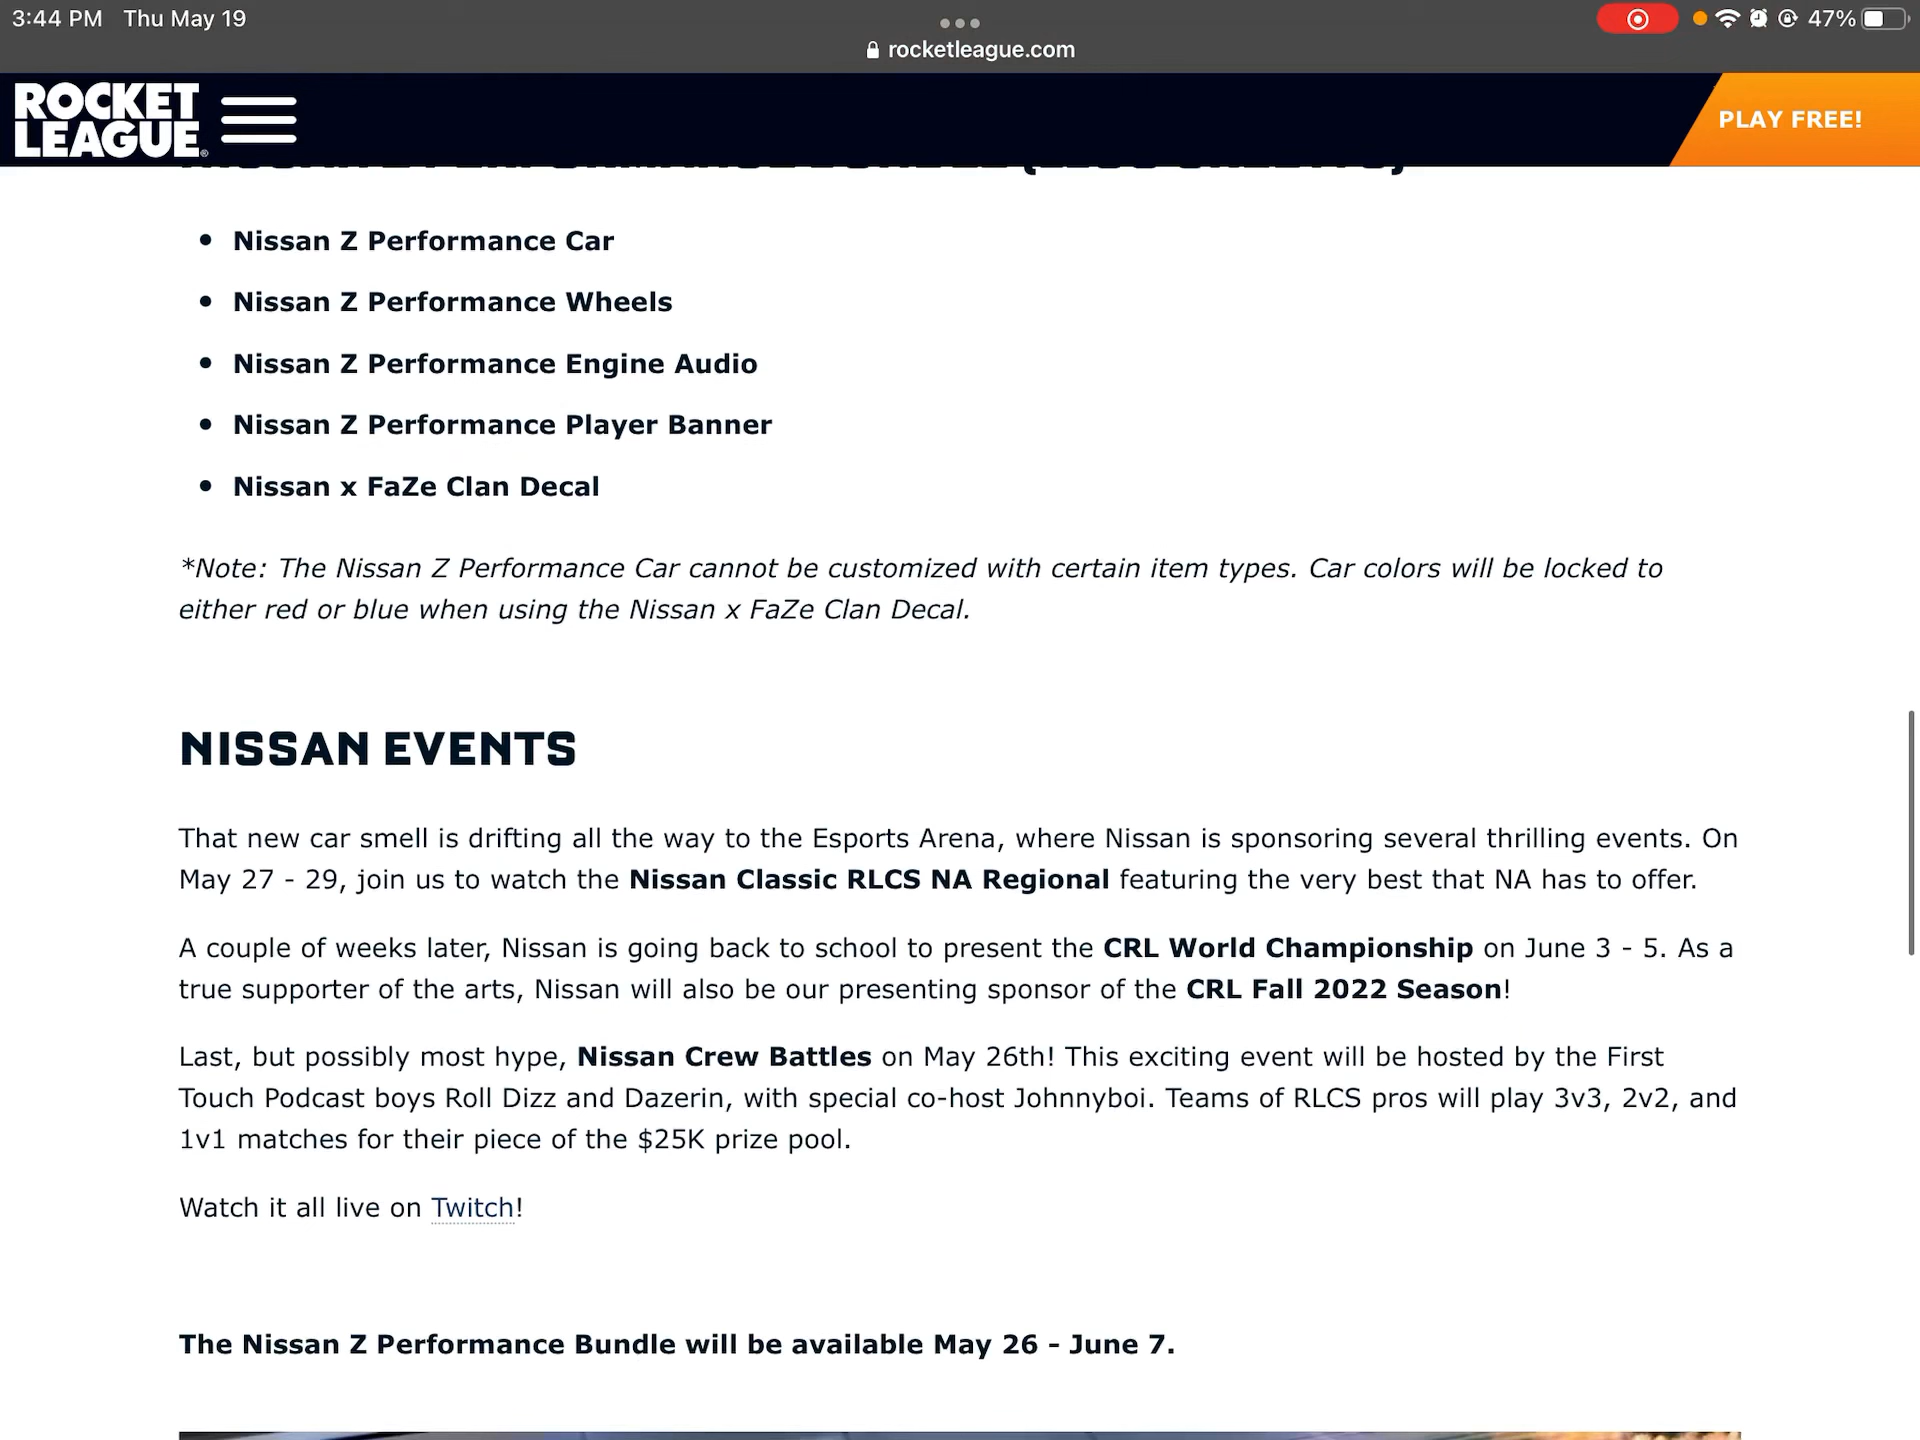 3:44 PM Thu May 19
rocketleague.com
47%
ROCKET
LEAGUE®
PLAY FREE!
• Nissan Z Performance Car
• Nissan Z Performance Wheels
• Nissan Z Performance Engine Audio
• Nissan Z Performance Player Banner
• Nissan x FaZe Clan Decal
*Note: The Nissan Z Performance Car cannot be customized with certain item types. Car colors will be locked to
either red or blue when using the Nissan x FaZe Clan Decal.
NISSAN EVENTS
That new car smell is drifting all the way to the Esports Arena, where Nissan is sponsoring several thrilling events. On
May 27 - 29, join us to watch the Nissan Classic RLCS NA Regional featuring the very best that NA has to offer.
A couple of weeks later, Nissan is going back to school to present the CRL World Championship on June 3 - 5. As a
true supporter of the arts, Nissan will also be our presenting sponsor of the CRL Fall 2022 Season!
Last, but possibly most hype, Nissan Crew Battles on May 26th! This exciting event will be hosted by the First
Touch Podcast boys Roll Dizz and Dazerin, with special co-host Johnnyboi. Teams of RLCS pros will play 3v3, 2v2, and
1v1 matches for their piece of the $25K prize pool.
Watch it all live on Twitch!
The Nissan Z Performance Bundle will be available May 26 - June 7.